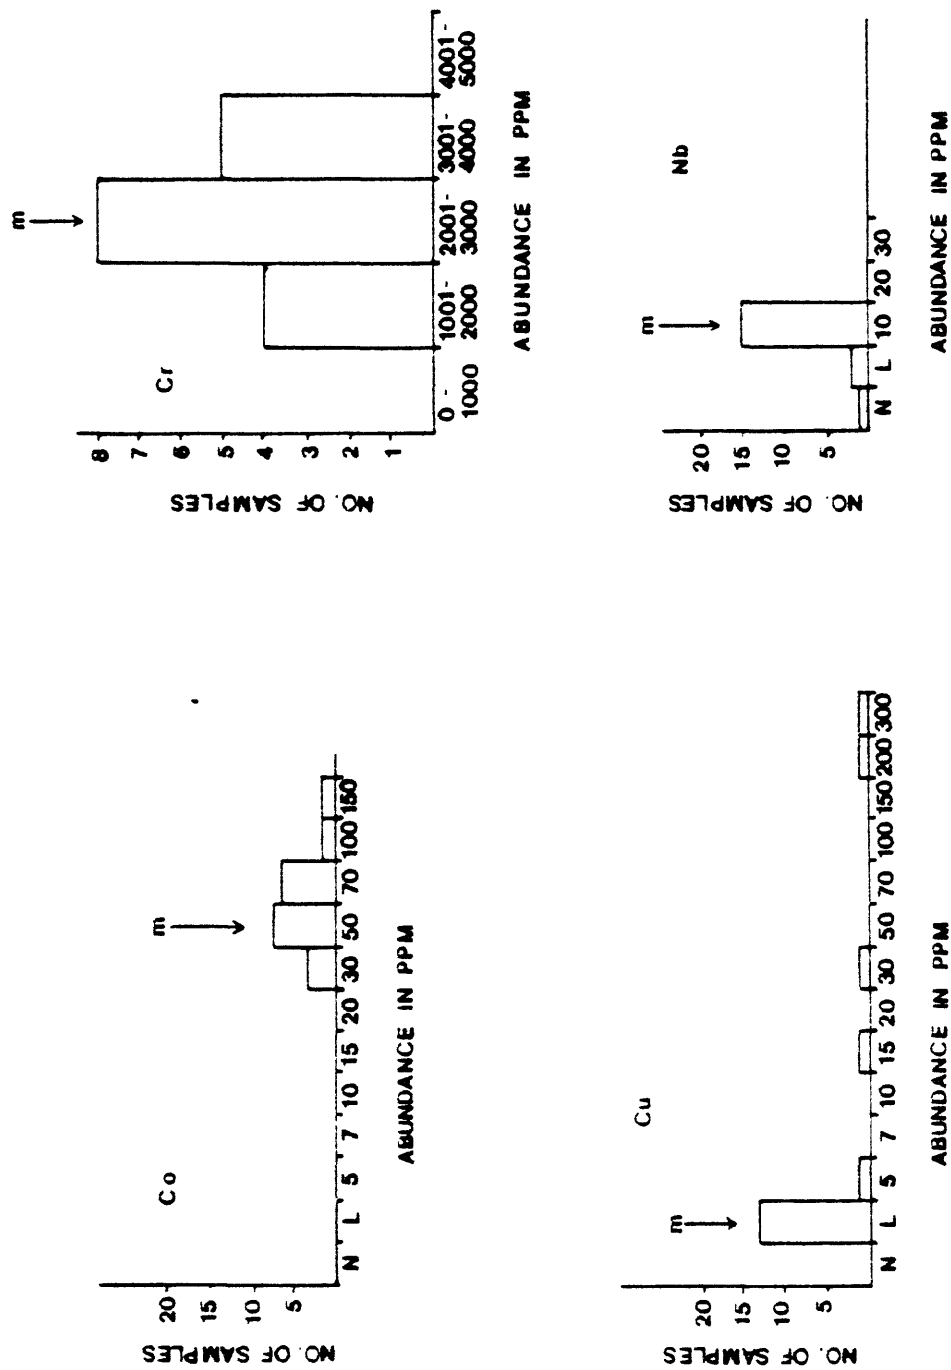 NO. OF SAMPLES
20
15
10
5
Co
m
N L 5 7 10 15 20 30 50 70 100 150
ABUNDANCE IN PPM
NO. OF SAMPLES
8
7
6
5
4
3
2
1
Cr
m
0 - 1001 - 2001 - 3001 - 4001 -
1000 2000 3000 4000 5000
ABUNDANCE IN PPM
NO. OF SAMPLES
20
15
10
5
Cu
m
N L 5 7 10 15 20 30 50 70 100 150 200 300
ABUNDANCE IN PPM
NO. OF SAMPLES
20
15
10
5
Nb
m
N L 10 20 30
ABUNDANCE IN PPM